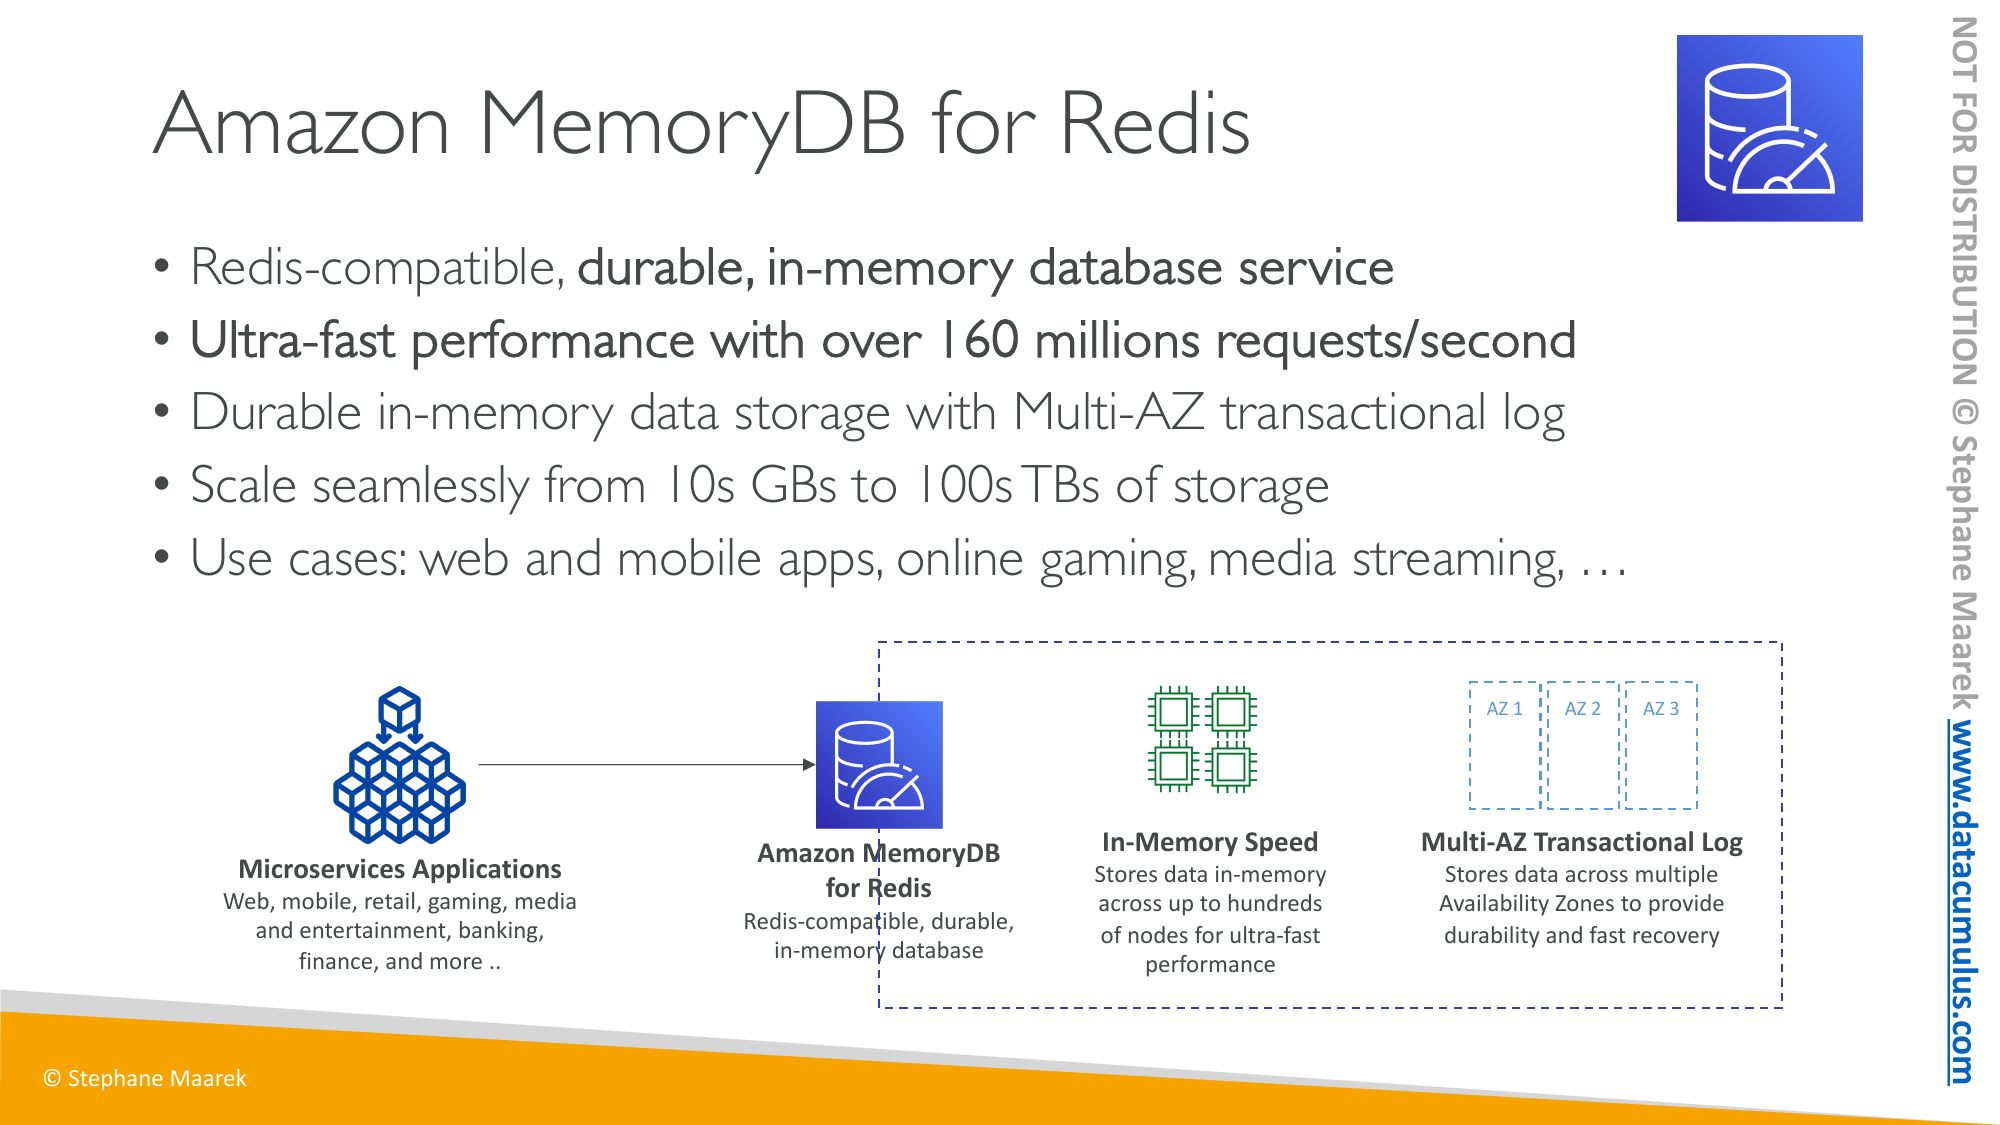 Amazon MemoryDB for Redis
• Redis-compatible, durable, in-memory database service
• Ultra-fast performance with over 160 millions requests/second
• Durable in-memory data storage with Multi-AZ transactional log
• Scale seamlessly from 10s GBs to 100s TBs of storage
• Use cases: web and mobile apps, online gaming, media streaming, …
Microservices Applications
Web, mobile, retail, gaming, media
and entertainment, banking,
finance, and more ..
Amazon MemoryDB
for Redis
Redis-compatible, durable,
in-memory database
In-Memory Speed
Stores data in-memory
across up to hundreds
of nodes for ultra-fast
performance
AZ 1
AZ 2
AZ 3
Multi-AZ Transactional Log
Stores data across multiple
Availability Zones to provide
durability and fast recovery
© Stephane Maarek
NOT FOR DISTRIBUTION © Stephane Maarek www.datacumulus.com